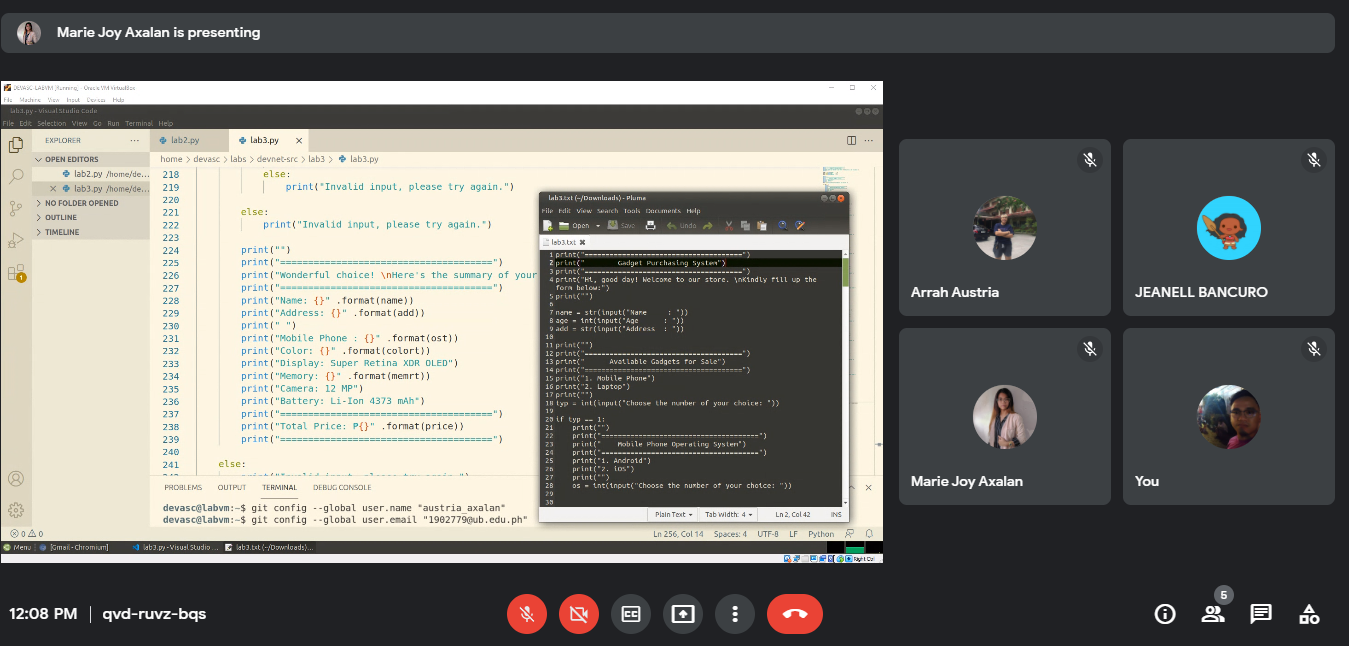 Marie Joy Axalan is presenting
DEVASC-LABVM [Running] - Oracle VM VirtualBox
File Machine View Input Devices Help
lab3.py - Visual Studio Code
File Edit Selection View Go Run Terminal Help
EXPLORER
OPEN EDITORS
lab2.py /home/de...
lab3.py /home/de...
NO FOLDER OPENED
OUTLINE
TIMELINE
1
lab2.py
lab3.py
home > devasc > labs > devnet-src > lab3 > lab3.py
218 else:
219 print("Invalid input, please try again.")
220
221 else:
222 print("Invalid input, please try again.")
223
224 print("")
225 print("=====================================")
226 print("Wonderful choice! \nHere's the summary of your
227 print("=====================================")
228 print("Name: {}" .format(name))
229 print("Address: {}" .format(add))
230 print(" ")
231 print("Mobile Phone : {}" .format(ost))
232 print("Color: {}" .format(colort))
233 print("Display: Super Retina XDR OLED")
234 print("Memory: {}" .format(memrt))
235 print("Camera: 12 MP")
236 print("Battery: Li-Ion 4373 mAh")
237 print("=====================================")
238 print("Total Price: P{}" .format(price))
239 print("=====================================")
240
241 else:
PROBLEMS OUTPUT TERMINAL DEBUG CONSOLE
devasc@labvm:~$ git config --global user.name "austria_axalan"
devasc@labvm:~$ git config --global user.email "1902779@ub.edu.ph"
0 0
Ln 256, Col 14 Spaces: 4 UTF-8 LF Python
lab3.txt (~/Downloads) - Pluma
File Edit View Search Tools Documents Help
Open Save Undo
lab3.txt
1 print("=====================================")
2 print(" Gadget Purchasing System")
3 print("=====================================")
4 print("Hi, good day! Welcome to our store. \nKindly fill up the
form below:")
5 print("")
6
7 name = str(input("Name : "))
8 age = int(input("Age : "))
9 add = str(input("Address : "))
10
11 print("")
12 print("=====================================")
13 print(" Available Gadgets for Sale")
14 print("=====================================")
15 print("1. Mobile Phone")
16 print("2. Laptop")
17 print("")
18 typ = int(input("Choose the number of your choice: "))
19
20 if typ == 1:
21 print("")
22 print("=====================================")
23 print(" Mobile Phone Operating System")
24 print("=====================================")
25 print("1. Android")
26 print("2. iOS")
27 print("")
28 os = int(input("Choose the number of your choice: "))
29
30
Plain Text Tab Width: 4 Ln 2, Col 42 INS
Menu [Gmail - Chromium] lab3.py - Visual Studio ... lab3.txt (~/Downloads)...
Right Ctrl
Arrah Austria
JEANELL BANCURO
Marie Joy Axalan
You
12:08 PM | qvd-ruvz-bqs
CC
5